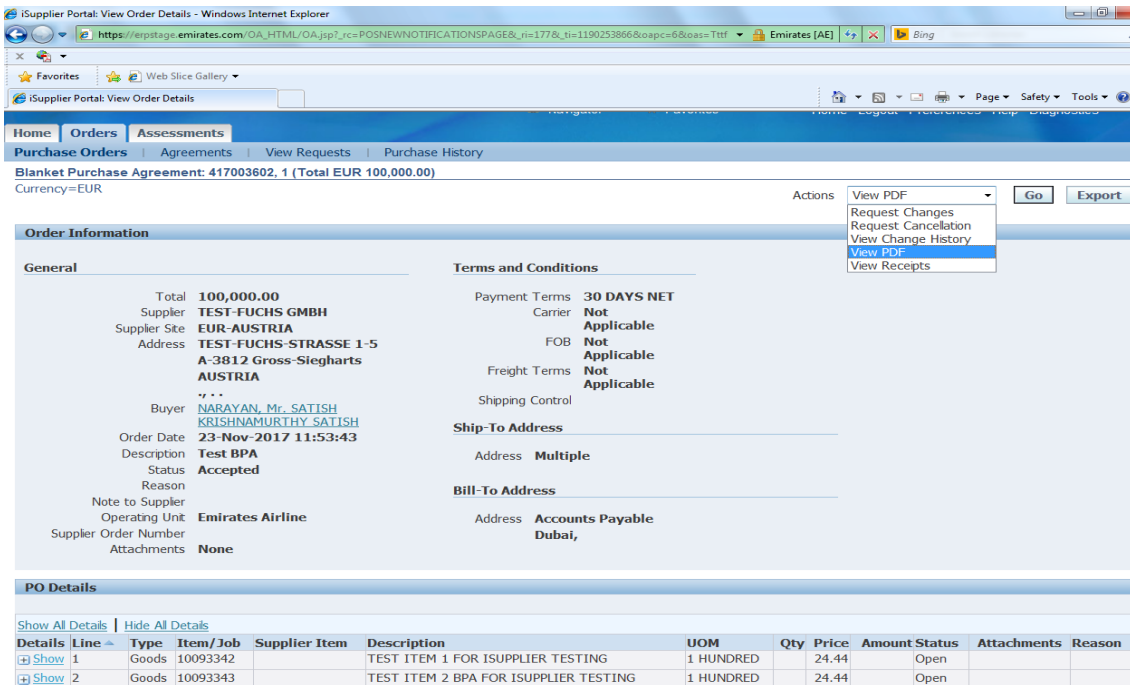 iSupplier Portal: View Order Details - Windows Internet Explorer
https://erpstage.emirates.com/OA_HTML/OA.jsp?_rc=POSNEWNOTIFICATIONSPAGE&_ri=177&_ti=1190253866&oapc=6&oas=Tttf Emirates [AE] Bing
Favorites Web Slice Gallery
iSupplier Portal: View Order Details Page Safety Tools
Navigator Favorites Home Logout Preferences Help Diagnostics
Home Orders Assessments
Purchase Orders | Agreements | View Requests | Purchase History
Blanket Purchase Agreement: 417003602, 1 (Total EUR 100,000.00)
Currency=EUR
Actions View PDF Go Export
Request Changes
Request Cancellation
View Change History
View PDF
View Receipts
Order Information
General
Total 100,000.00
Supplier TEST-FUCHS GMBH
Supplier Site EUR-AUSTRIA
Address TEST-FUCHS-STRASSE 1-5
A-3812 Gross-Siegharts
AUSTRIA
., . .
Buyer NARAYAN, Mr. SATISH
KRISHNAMURTHY SATISH
Order Date 23-Nov-2017 11:53:43
Description Test BPA
Status Accepted
Reason
Note to Supplier
Operating Unit Emirates Airline
Supplier Order Number
Attachments None
Terms and Conditions
Payment Terms 30 DAYS NET
Carrier Not
Applicable
FOB Not
Applicable
Freight Terms Not
Applicable
Shipping Control
Ship-To Address
Address Multiple
Bill-To Address
Address Accounts Payable
Dubai,
PO Details
Show All Details | Hide All Details
Details Line Type Item/Job Supplier Item Description UOM Qty Price Amount Status Attachments Reason
Show 1 Goods 10093342 TEST ITEM 1 FOR ISUPPLIER TESTING 1 HUNDRED 24.44 Open
Show 2 Goods 10093343 TEST ITEM 2 BPA FOR ISUPPLIER TESTING 1 HUNDRED 24.44 Open